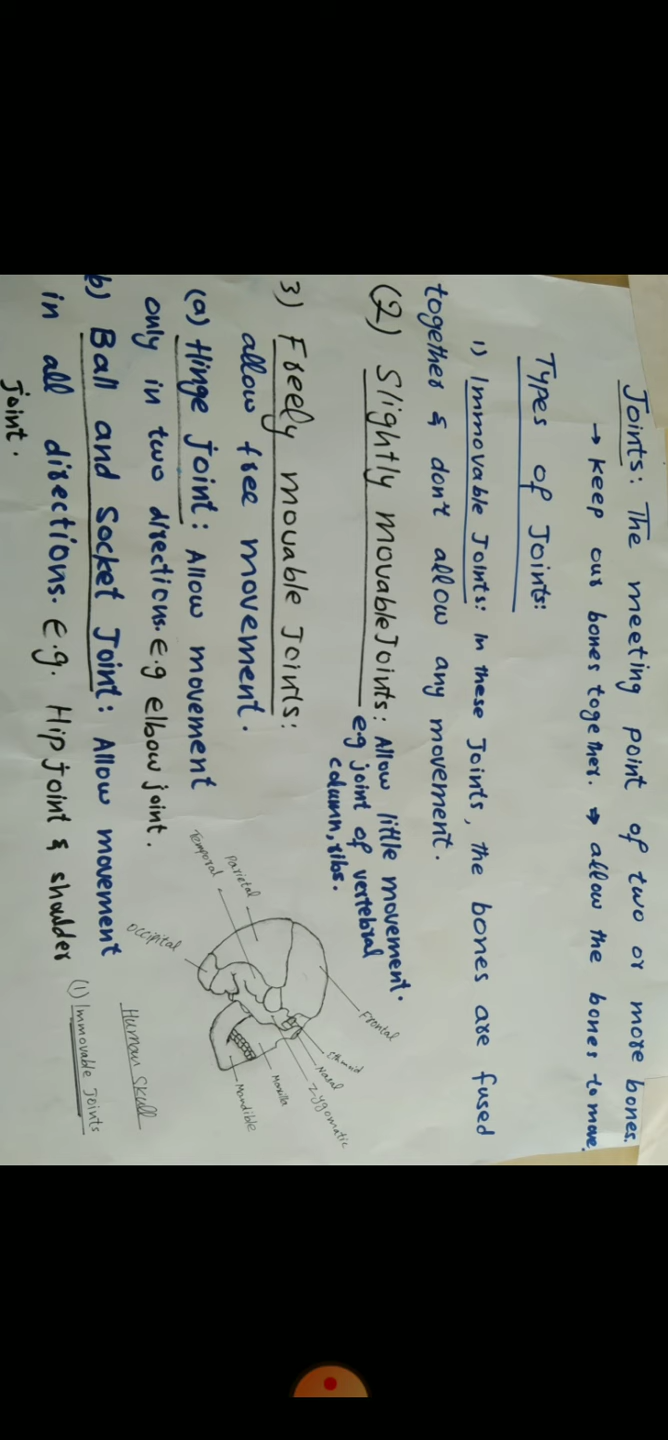 Joints: The meeting point of two or more bones.
→ keep our bones together. ⇒ allow the bones to move.
Types of Joints:
1) Immovable Joints: In these Joints, the bones are fused
together & don't allow any movement.
(2) Slightly movable Joints: Allow little movement.
e.g joint of vertebral
column, ribs.
3) Freely movable Joints:
allow free movement.
(a) Hinge Joint: Allow movement
only in two directions. E.g elbow joint.
b) Ball and Socket Joint: Allow movement
in all directions. E.g. Hip joint & shoulder
Joint.
Frontal
Ethmoid
Nasal
Zygomatic
Maxilla
Mandible
Parietal
Temporal
Occipital
Human Skull
(1) Immovable Joints